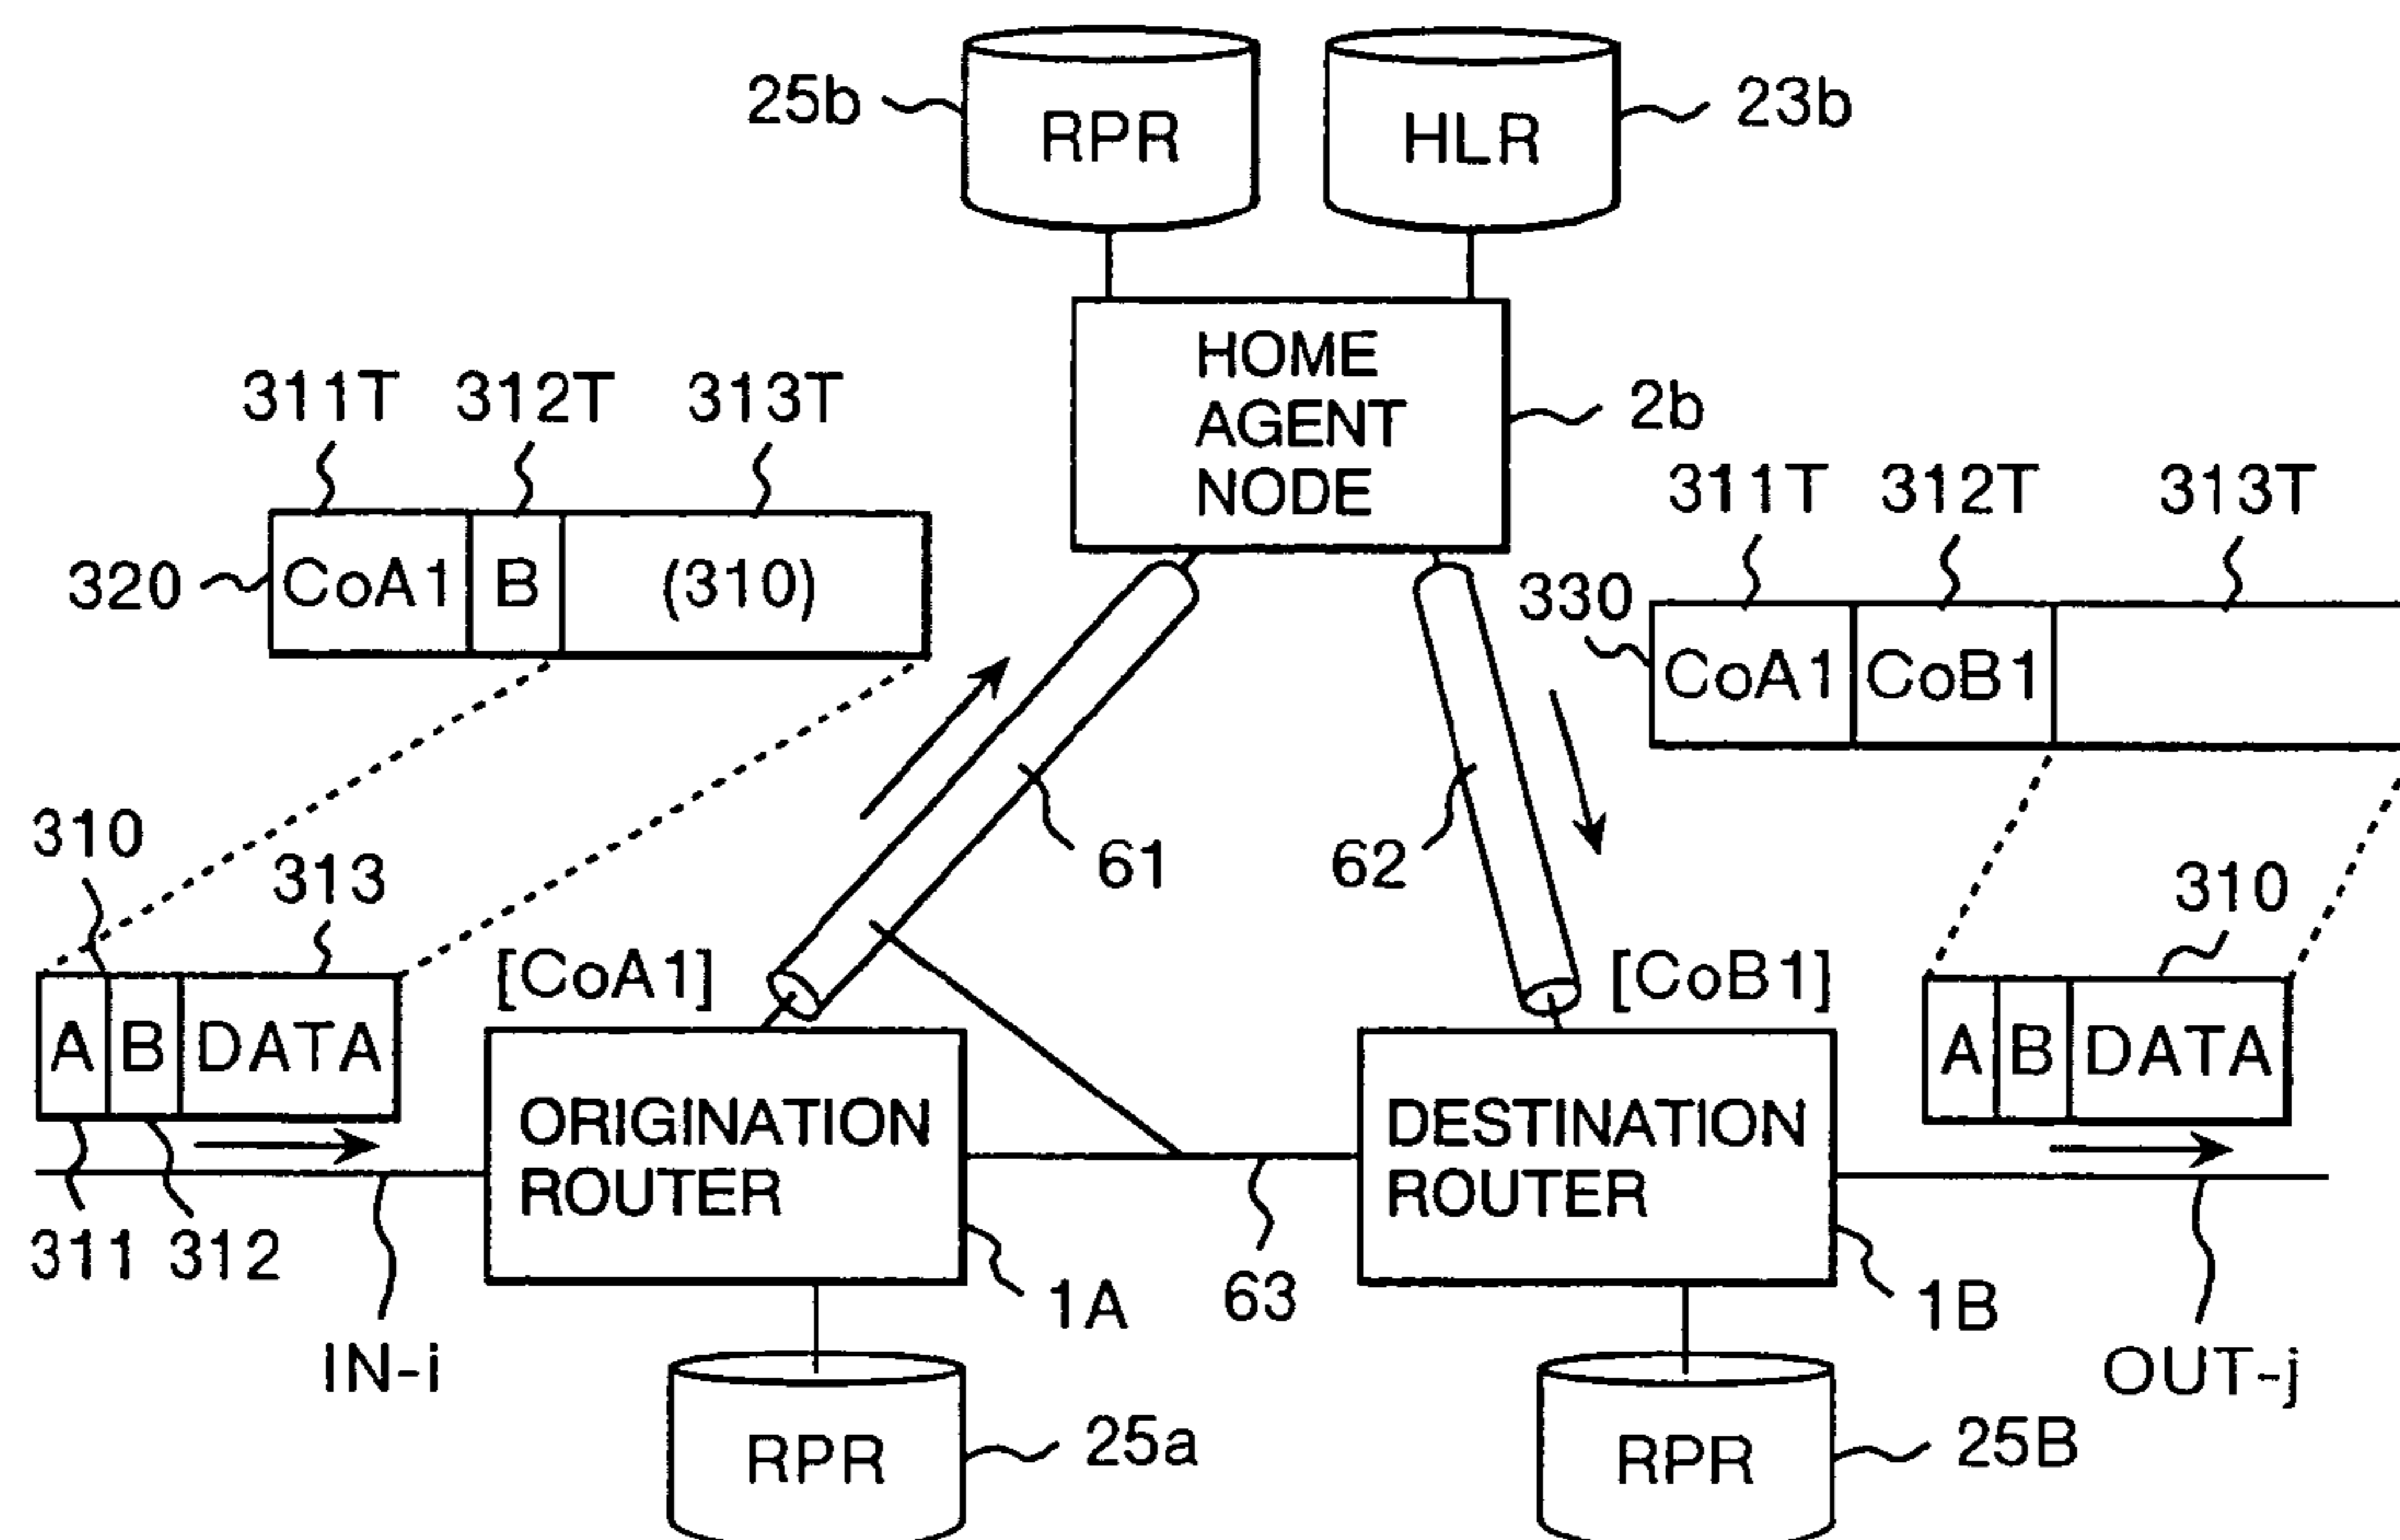 25b
RPR
HLR
23b
HOME
AGENT
NODE
2b
311T 312T 313T
320
CoA1 B (310)
311T 312T 313T
330
CoA1 CoB1
61
62
310
313
[CoA1]
[CoB1]
310
A B DATA
A B DATA
ORIGINATION
ROUTER
DESTINATION
ROUTER
311 312
IN-i
1A
63
1B
OUT-j
RPR
25a
RPR
25B